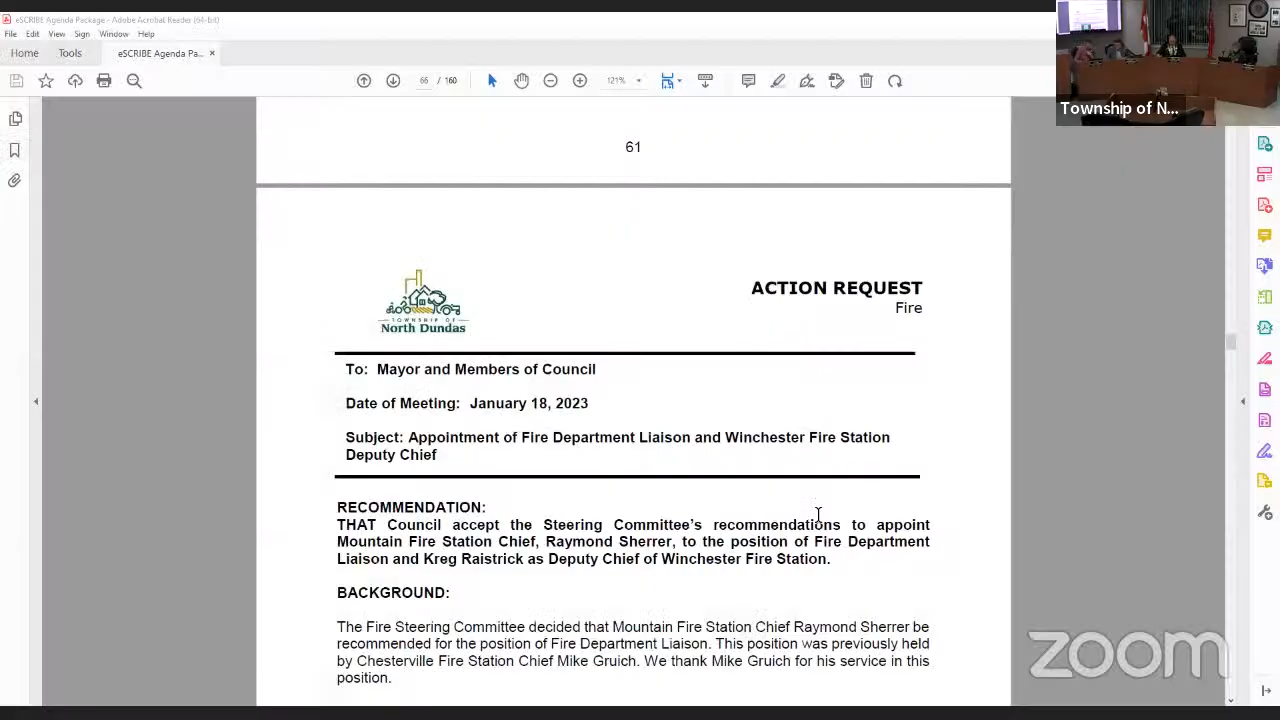 eSCRIBE Agenda Package - Adobe Acrobat Reader (64-bit)
File Edit View Sign Window Help
Home Tools eSCRIBE Agenda Pa... ×
66 / 160 121%
Township of N...
61
TOWNSHIP OF
North Dundas
ACTION REQUEST
Fire
To: Mayor and Members of Council
Date of Meeting: January 18, 2023
Subject: Appointment of Fire Department Liaison and Winchester Fire Station
Deputy Chief
RECOMMENDATION:
THAT Council accept the Steering Committee's recommendations to appoint
Mountain Fire Station Chief, Raymond Sherrer, to the position of Fire Department
Liaison and Kreg Raistrick as Deputy Chief of Winchester Fire Station.
BACKGROUND:
The Fire Steering Committee decided that Mountain Fire Station Chief Raymond Sherrer be
recommended for the position of Fire Department Liaison. This position was previously held
by Chesterville Fire Station Chief Mike Gruich. We thank Mike Gruich for his service in this
position.
zoom